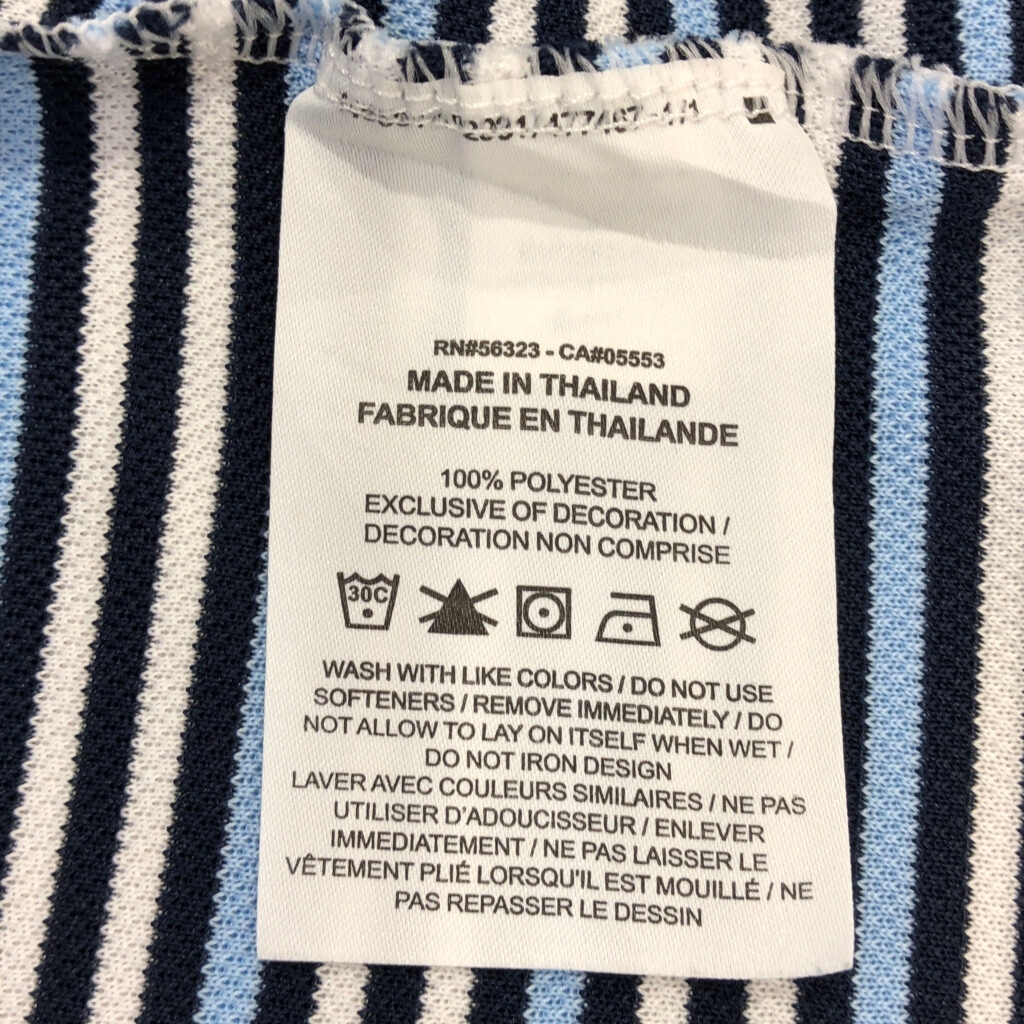 RN#56323 - CA#05553
MADE IN THAILAND
FABRIQUE EN THAILANDE
100% POLYESTER
EXCLUSIVE OF DECORATION /
DECORATION NON COMPRISE
30C
WASH WITH LIKE COLORS / DO NOT USE
SOFTENERS / REMOVE IMMEDIATELY / DO
NOT ALLOW TO LAY ON ITSELF WHEN WET /
DO NOT IRON DESIGN
LAVER AVEC COULEURS SIMILAIRES / NE PAS
UTILISER D'ADOUCISSEUR / ENLEVER
IMMEDIATEMENT / NE PAS LAISSER LE
VÊTEMENT PLIÉ LORSQU'IL EST MOUILLÉ / NE
PAS REPASSER LE DESSIN